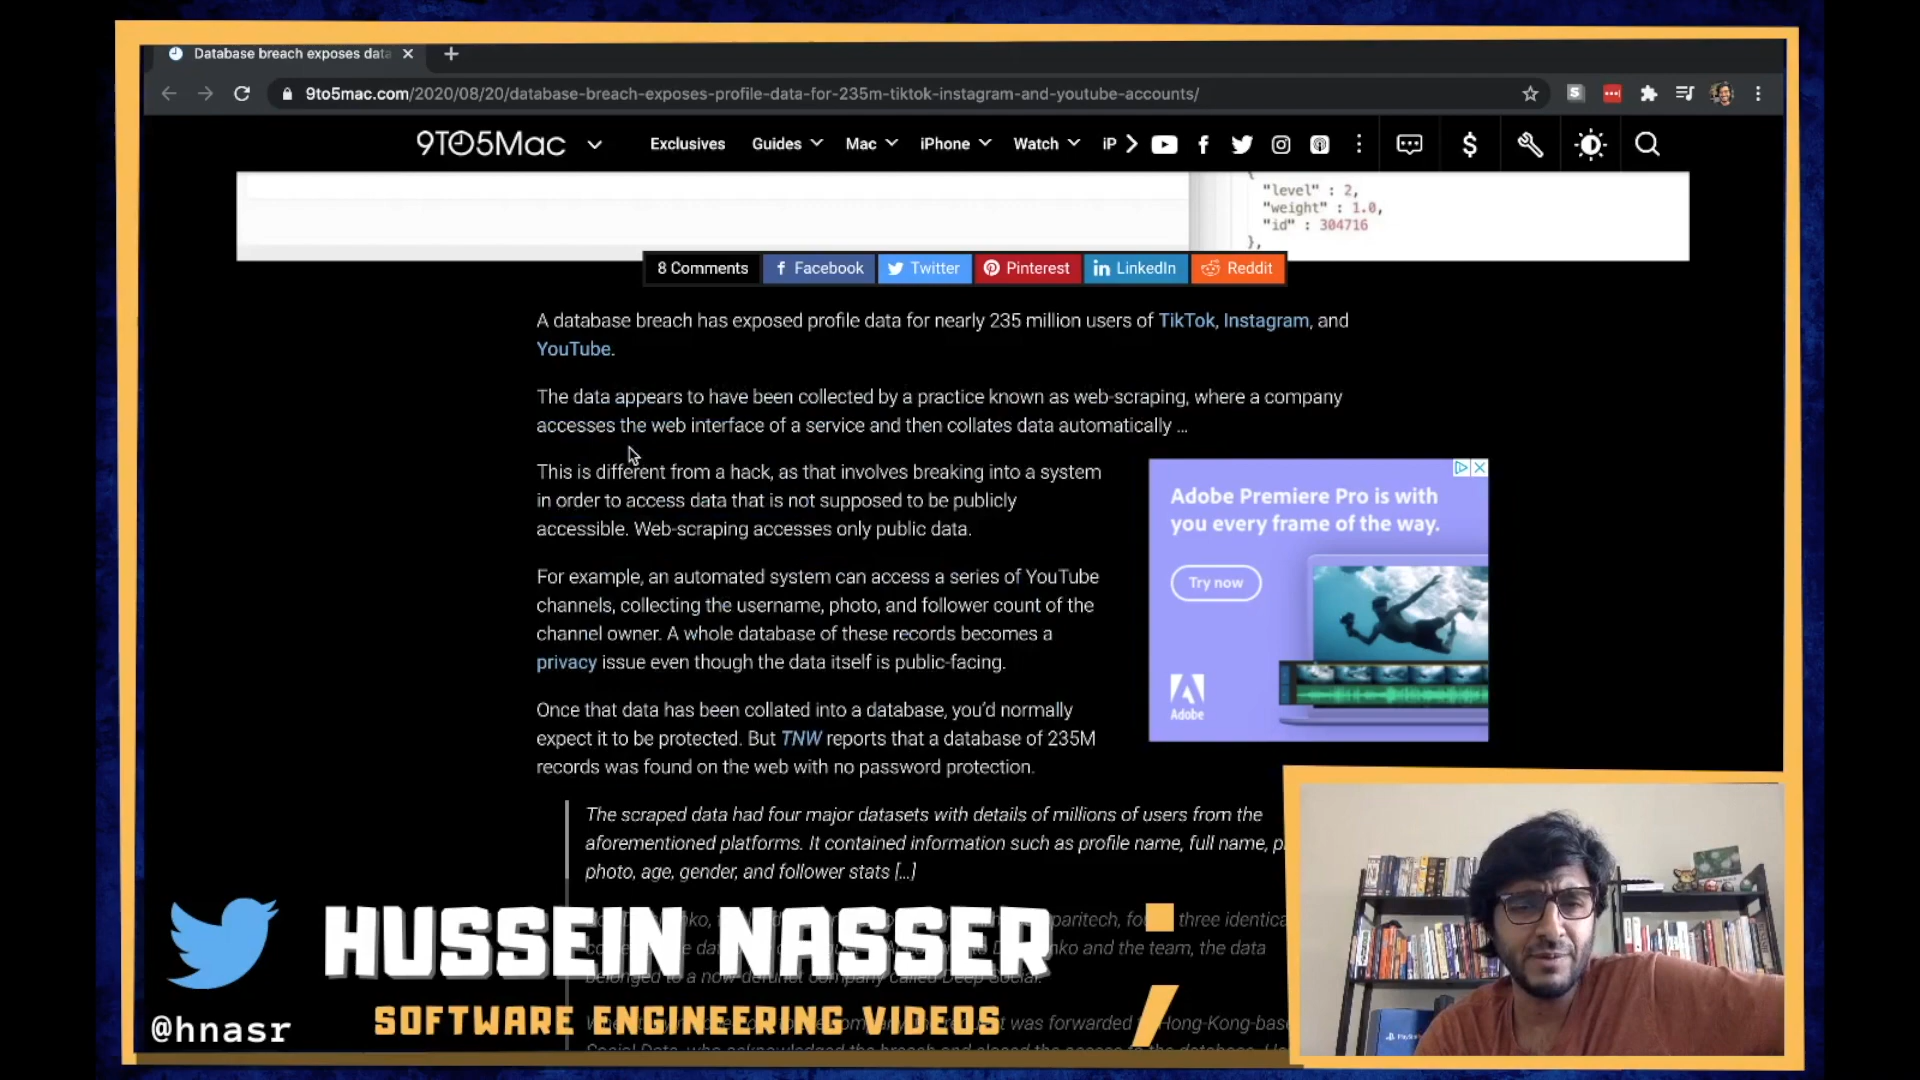 Database breach exposes data
9to5mac.com/2020/08/20/database-breach-exposes-profile-data-for-235m-tiktok-instagram-and-youtube-accounts/
9TO5Mac Exclusives Guides Mac iPhone Watch iP
"level" : 2,
"weight" : 1.0,
"id" : 304716
},
8 Comments Facebook Twitter Pinterest LinkedIn Reddit
A database breach has exposed profile data for nearly 235 million users of TikTok, Instagram, and
YouTube.
The data appears to have been collected by a practice known as web-scraping, where a company
accesses the web interface of a service and then collates data automatically …
This is different from a hack, as that involves breaking into a system
in order to access data that is not supposed to be publicly
accessible. Web-scraping accesses only public data.
For example, an automated system can access a series of YouTube
channels, collecting the username, photo, and follower count of the
channel owner. A whole database of these records becomes a
privacy issue even though the data itself is public-facing.
Once that data has been collated into a database, you'd normally
expect it to be protected. But TNW reports that a database of 235M
records was found on the web with no password protection.
Adobe Premiere Pro is with
you every frame of the way.
Try now
Adobe
The scraped data had four major datasets with details of millions of users from the
aforementioned platforms. It contained information such as profile name, full name, p
photo, age, gender, and follower stats […]
three identica
and the team, the data
belonged to a now-defunct company called Deep Social.
was forwarded Hong-Kong-bas
HUSSEIN NASSER ;
SOFTWARE ENGINEERING VIDEOS
@hnasr